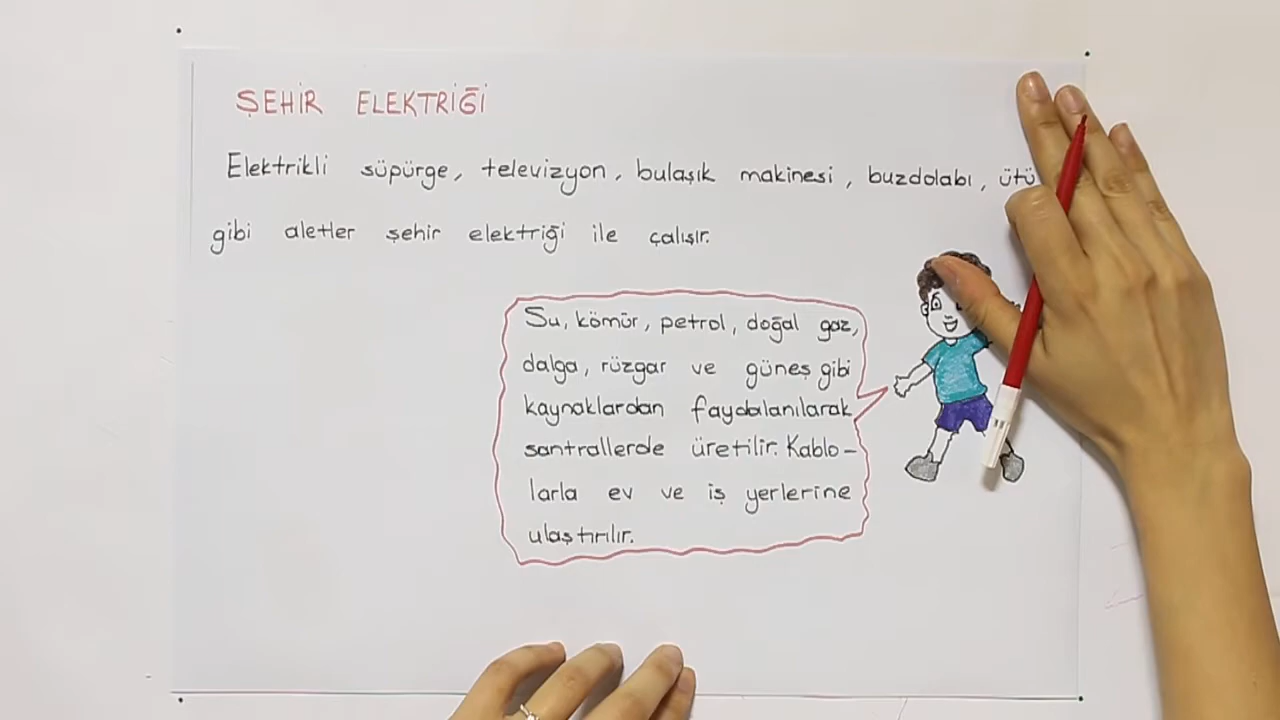 ŞEHİR ELEKTRİĞİ
Elektrikli süpürge, televizyon, bulaşık makinesi, buzdolabı, ütü
gibi aletler şehir elektriği ile çalışır.
Su, kömür, petrol, doğal gaz,
dalga, rüzgar ve güneş gibi
kaynaklardan faydalanılarak
santrallerde üretilir. Kablo-
larla ev ve iş yerlerine
ulaştırılır.